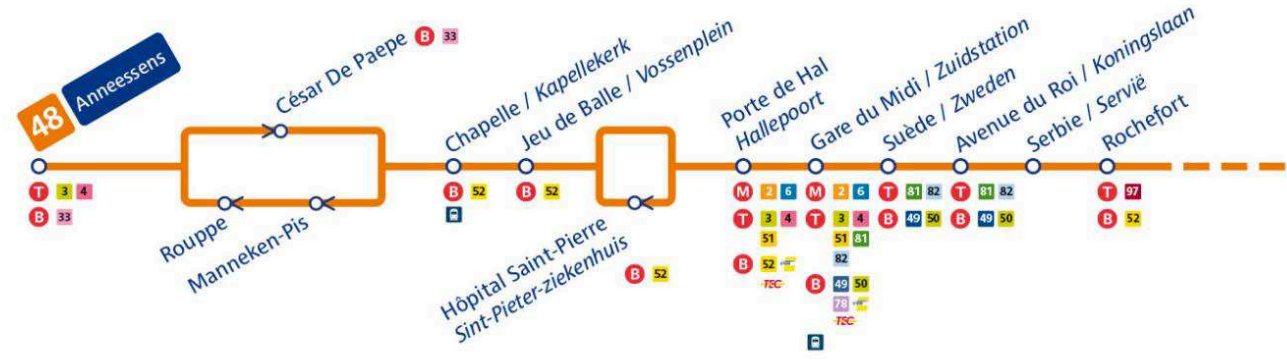 48 Anneessens
T 3 4
B 33
César De Paepe B 33
Rouppe
Manneken-Pis
Chapelle / Kapellekerk
B 52
Jeu de Balle / Vossenplein
B 52
Hôpital Saint-Pierre
Sint-Pieter-ziekenhuis
B 52
Porte de Hal
Hallepoort
M 2 6
T 3 4
51
B 52
TEC
Gare du Midi / Zuidstation
M 2 6
T 3 4
51 81
82
B 49 50
78
TEC
Suède / Zweden
T 81 82
B 49 50
Avenue du Roi / Koningslaan
T 81 82
B 49 50
Serbie / Servië
Rochefort
T 97
B 52